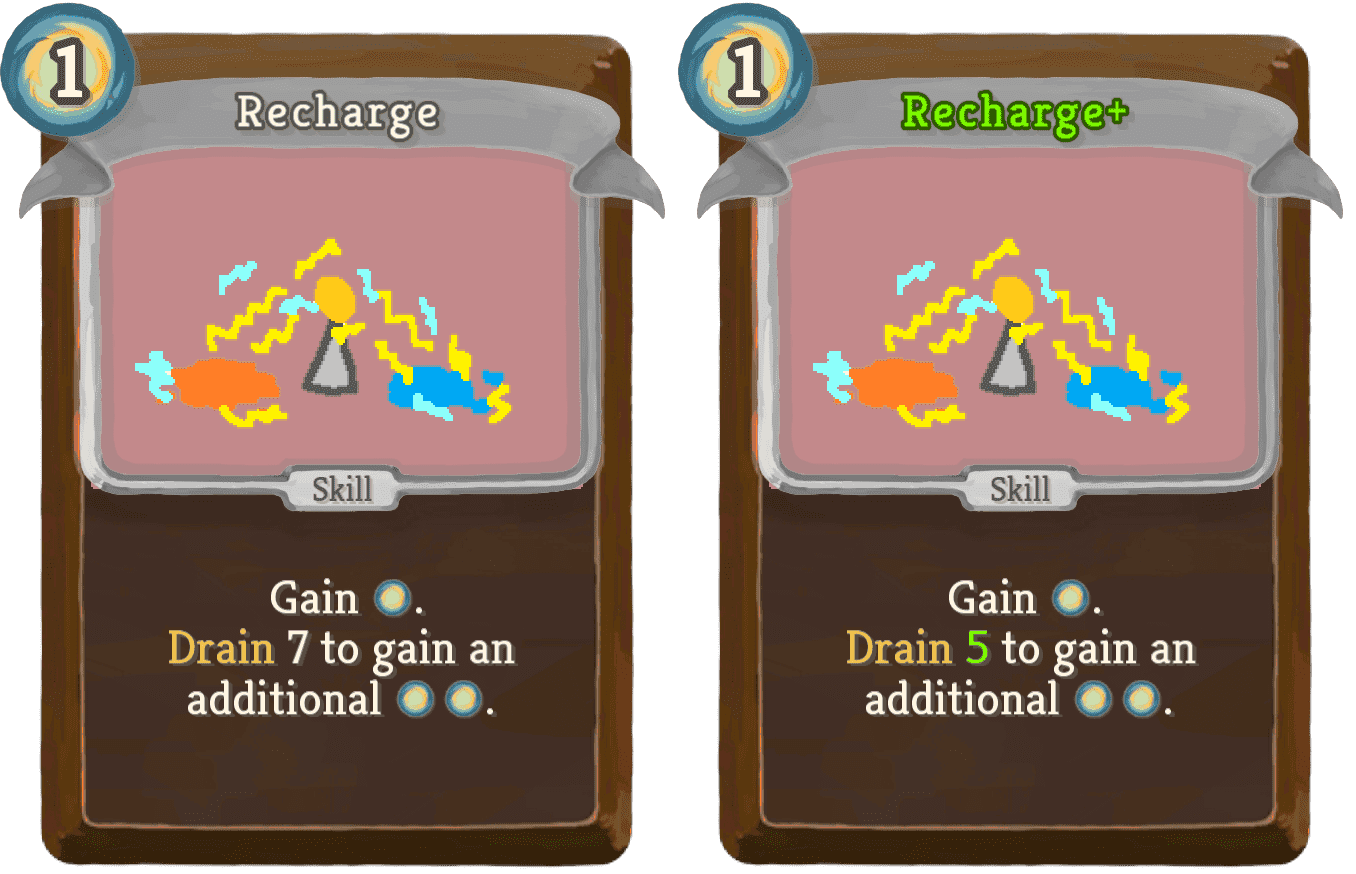 1
Recharge
Skill
Gain .
Drain 7 to gain an
additional .
1
Recharge+
Skill
Gain .
Drain 5 to gain an
additional .